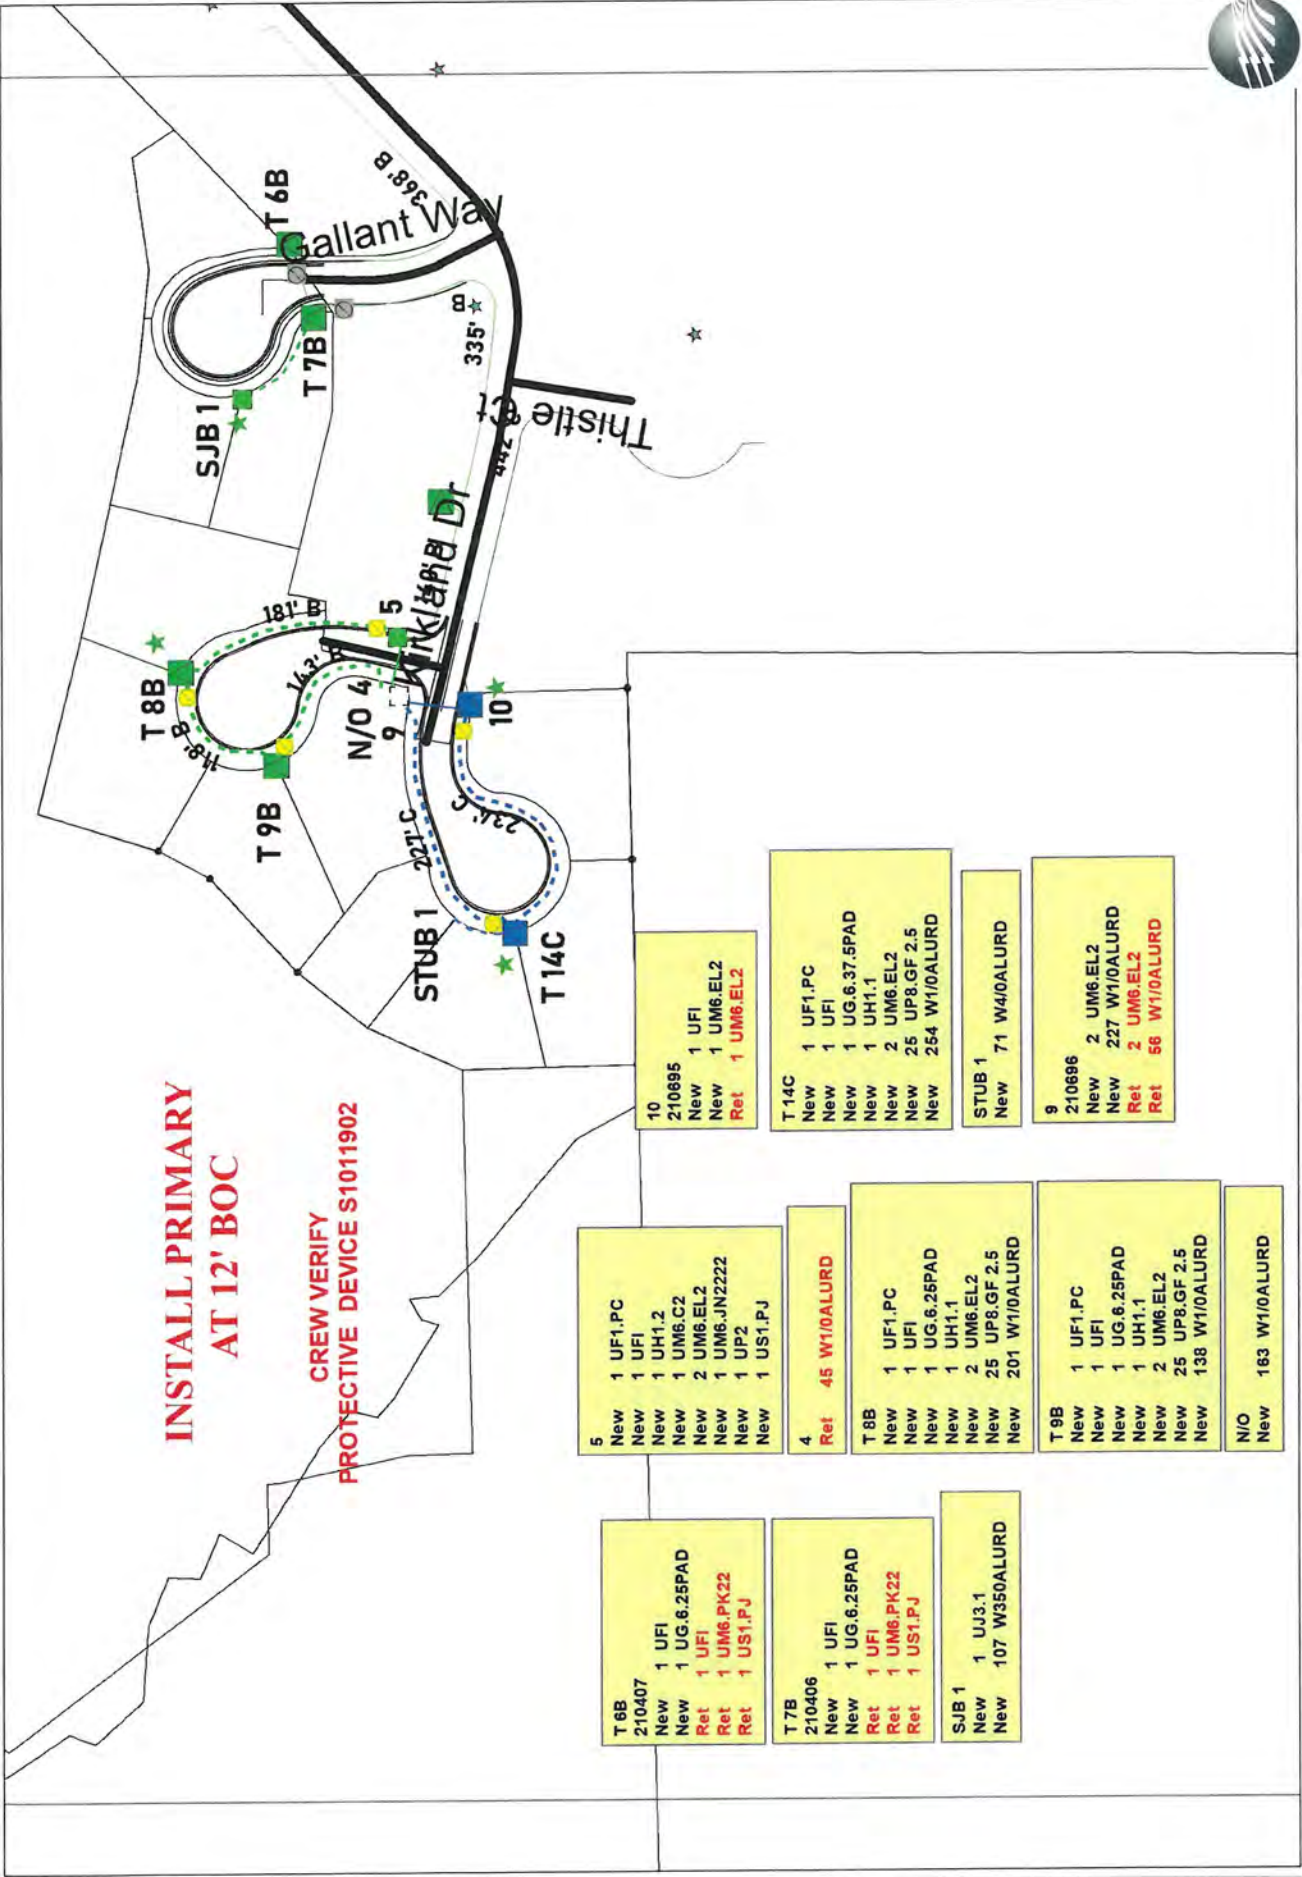 INSTALL PRIMARY
AT 12' BOC
CREW VERIFY
PROTECTIVE DEVICE S1011902
T 6B
Gallant Way
368' B
T 7B
SJB 1
335'
B
Thistle Ct
442'
Kirkland Dr
5
181' B
T 8B
143'
B
118' B
T 9B
N/O 4
9
10
227' C
234' C
STUB 1
T 14C
T 6B
210407
New 1 UFI
New 1 UG.6.25PAD
Ret 1 UFI
Ret 1 UM6.PK22
Ret 1 US1.PJ
T 7B
210406
New 1 UFI
New 1 UG.6.25PAD
Ret 1 UFI
Ret 1 UM6.PK22
Ret 1 US1.PJ
SJB 1
New 1 UJ3.1
New 107 W350ALURD
5
New 1 UF1.PC
New 1 UFI
New 1 UH1.2
New 1 UM6.C2
New 2 UM6.EL2
New 1 UM6.JN2222
New 1 UP2
New 1 US1.PJ
4
Ret 45 W1/0ALURD
T 8B
New 1 UF1.PC
New 1 UFI
New 1 UG.6.25PAD
New 1 UH1.1
New 2 UM6.EL2
New 25 UP8.GF 2.5
New 201 W1/0ALURD
T 9B
New 1 UF1.PC
New 1 UFI
New 1 UG.6.25PAD
New 1 UH1.1
New 2 UM6.EL2
New 25 UP8.GF 2.5
New 138 W1/0ALURD
N/O
New 163 W1/0ALURD
10
210695
New 1 UFI
New 1 UM6.EL2
Ret 1 UM6.EL2
T 14C
New 1 UF1.PC
New 1 UFI
New 1 UG.6.37.5PAD
New 1 UH1.1
New 2 UM6.EL2
New 25 UP8.GF 2.5
New 254 W1/0ALURD
STUB 1
New 71 W4/0ALURD
9
210696
New 2 UM6.EL2
New 227 W1/0ALURD
Ret 2 UM6.EL2
Ret 56 W1/0ALURD